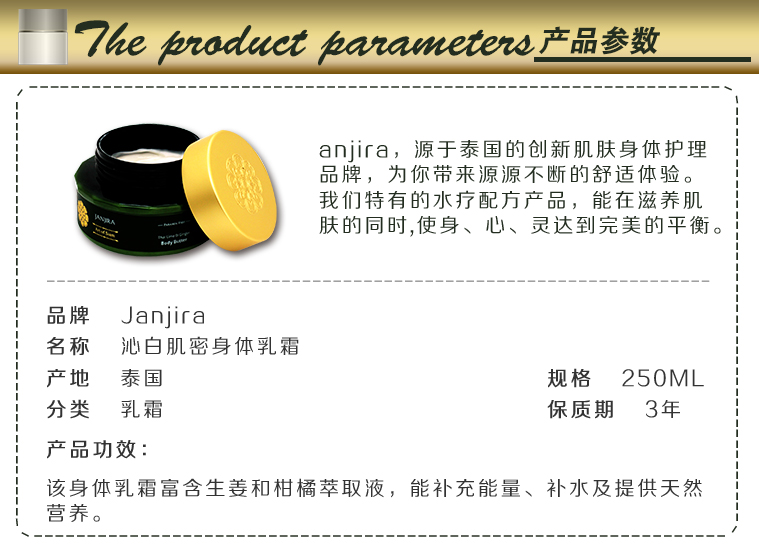 The product parameters 产品参数
anjira，源于泰国的创新肌肤身体护理
品牌，为你带来源源不断的舒适体验。
我们特有的水疗配方产品，能在滋养肌
肤的同时,使身、心、灵达到完美的平衡。
JANJIRA
Body Butter
品牌 Janjira
名称 沁白肌密身体乳霜
产地 泰国 规格 250ML
分类 乳霜 保质期 3年
产品功效：
该身体乳霜富含生姜和柑橘萃取液，能补充能量、补水及提供天然
营养。